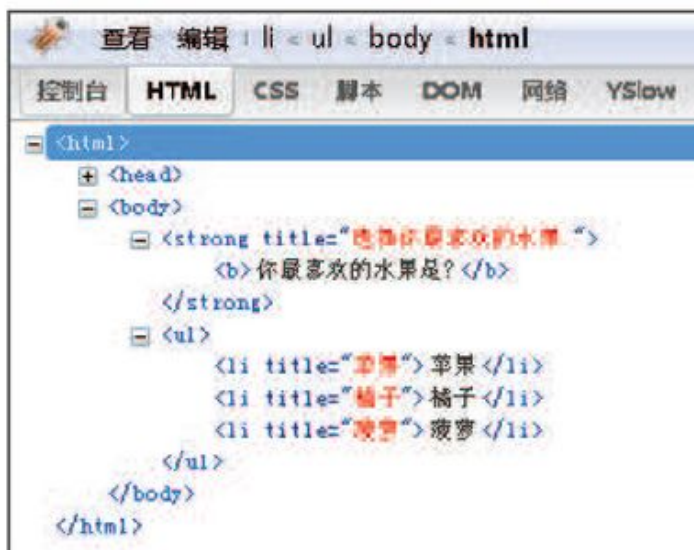 查看 编辑 | li < ul < body < html
控制台 HTML CSS 脚本 DOM 网络 YSlow
<html>
<head>
<body>
<strong title="选择你最喜欢的水果.">
<b>你最喜欢的水果是?</b>
</strong>
<ul>
<li title="苹果">苹果</li>
<li title="橘子">橘子</li>
<li title="菠萝">菠萝</li>
</ul>
</body>
</html>